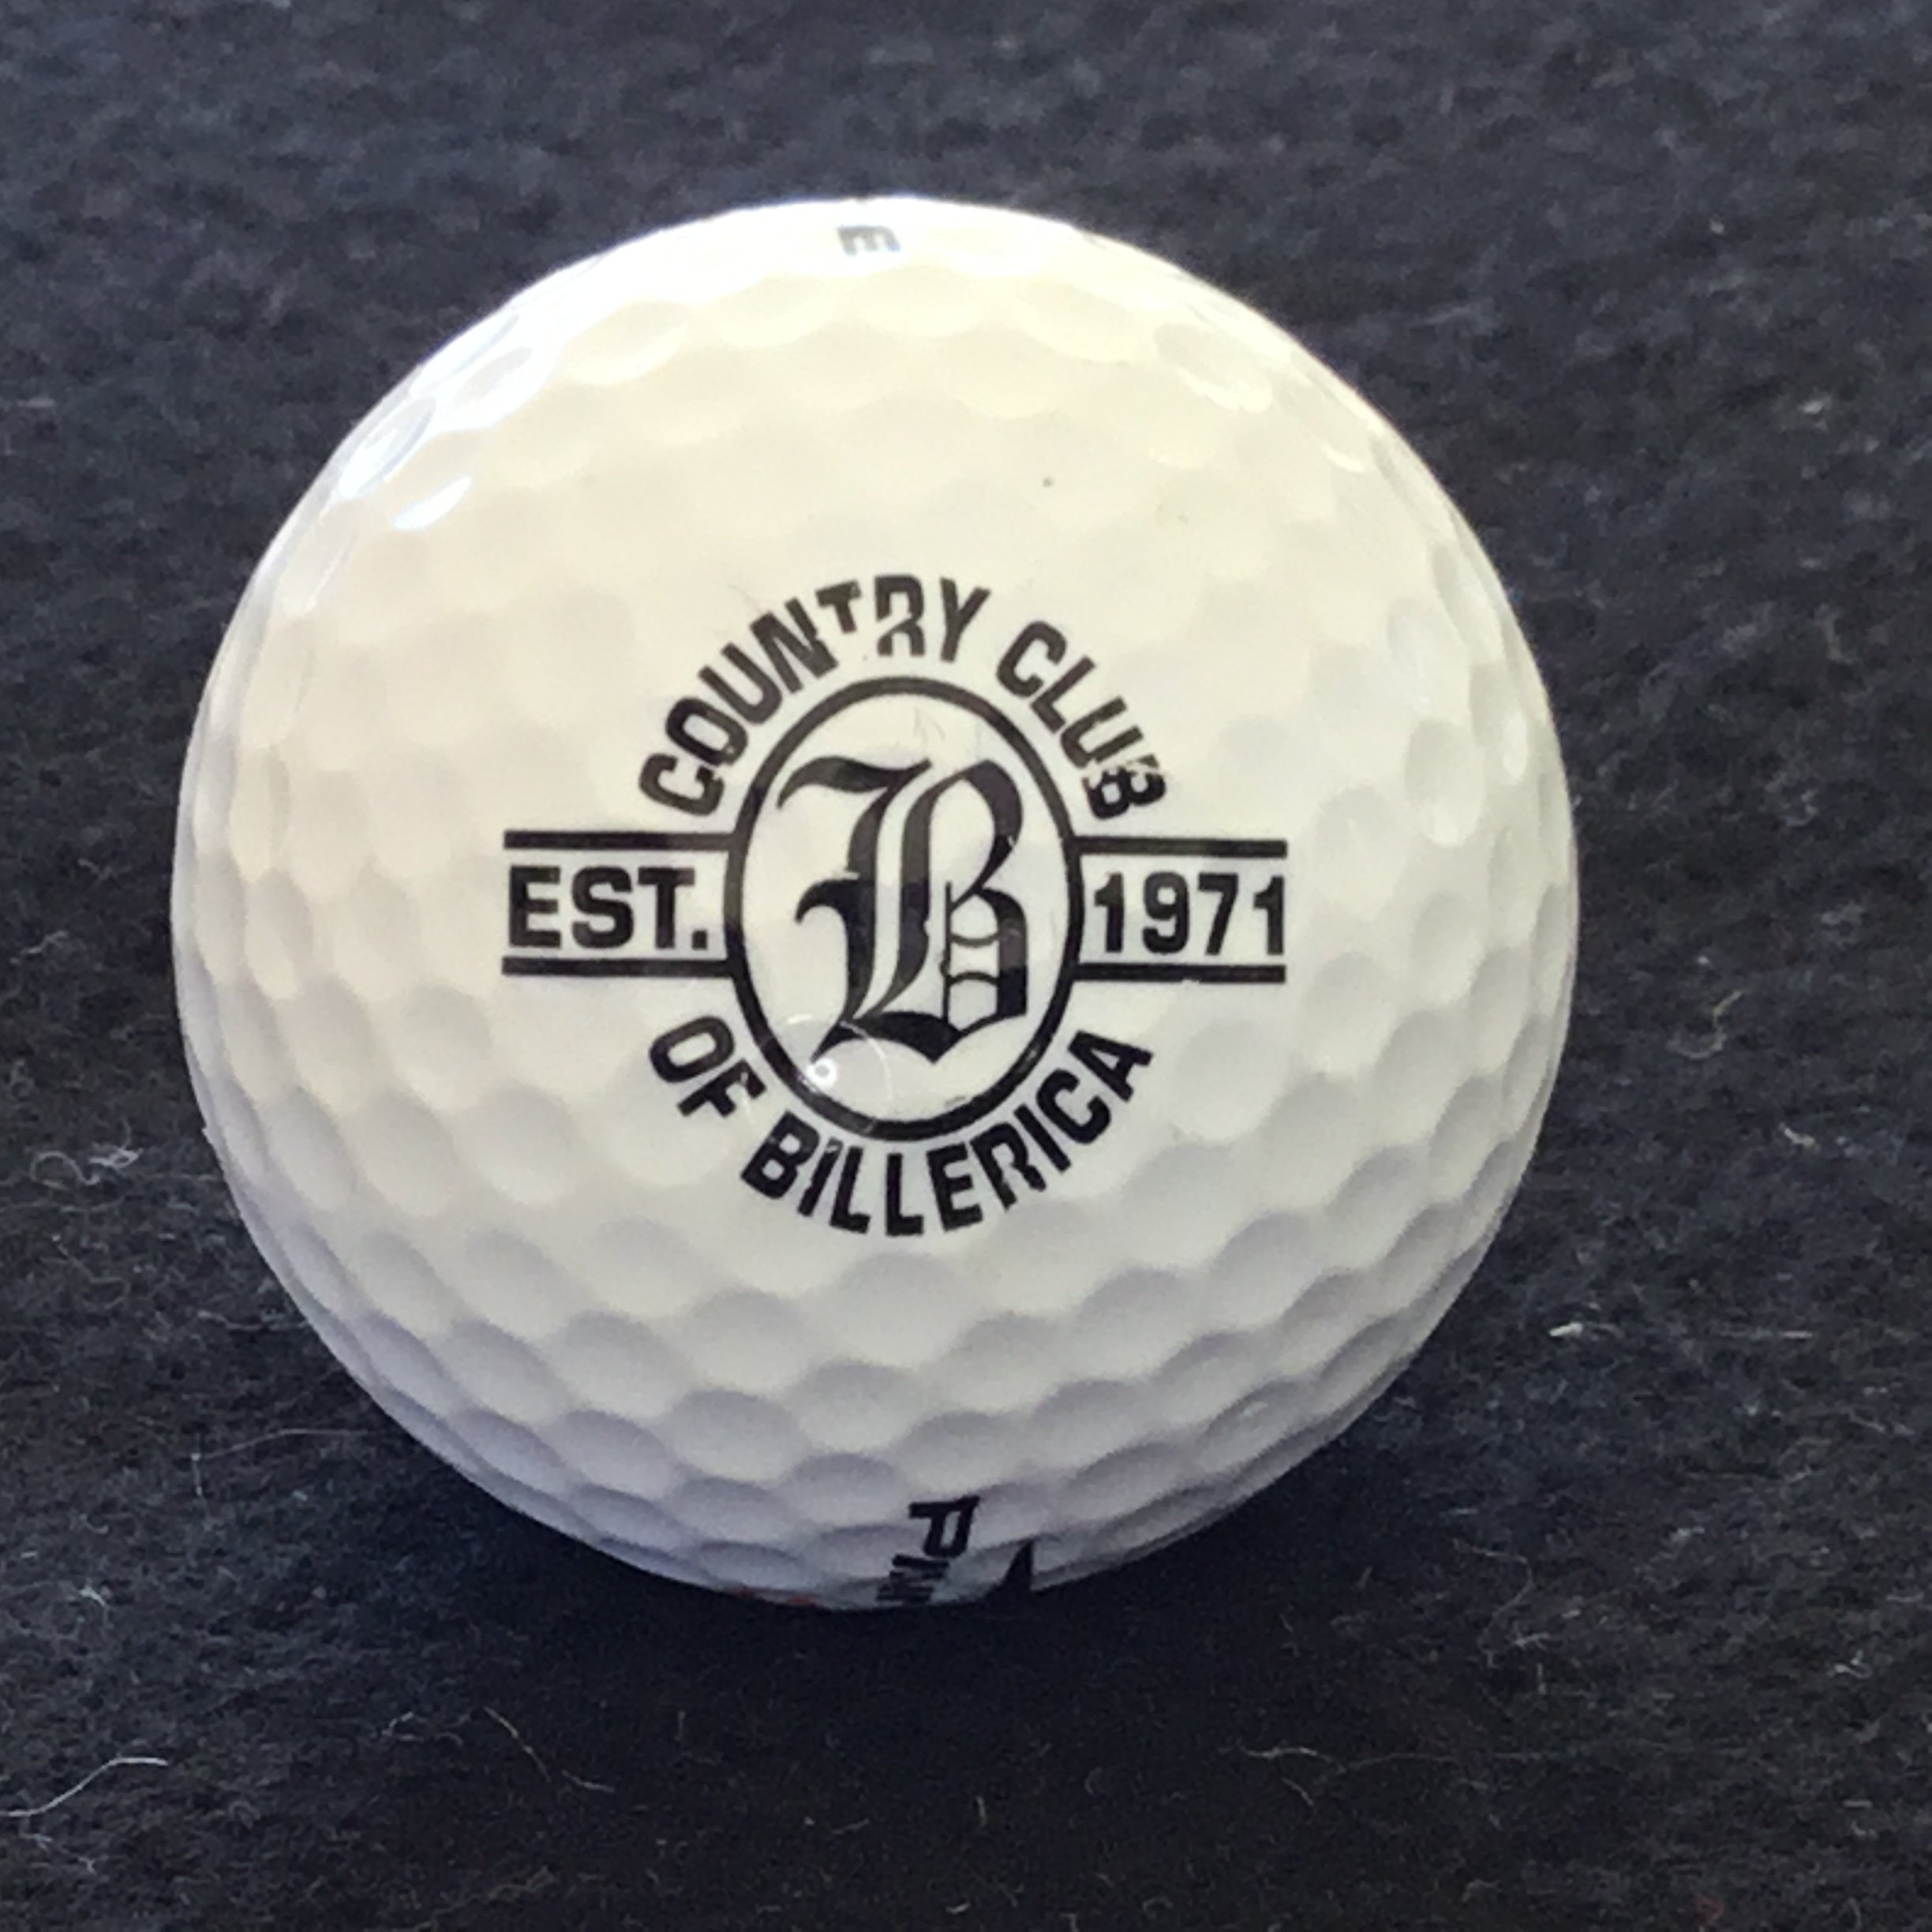 COUNTRY CLUB
B
EST. 1971
OF BILLERICA